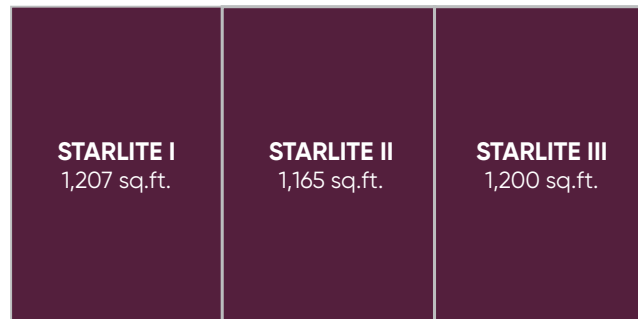 STARLITE I
1,207 sq.ft.
STARLITE II
1,165 sq.ft.
STARLITE III
1,200 sq.ft.